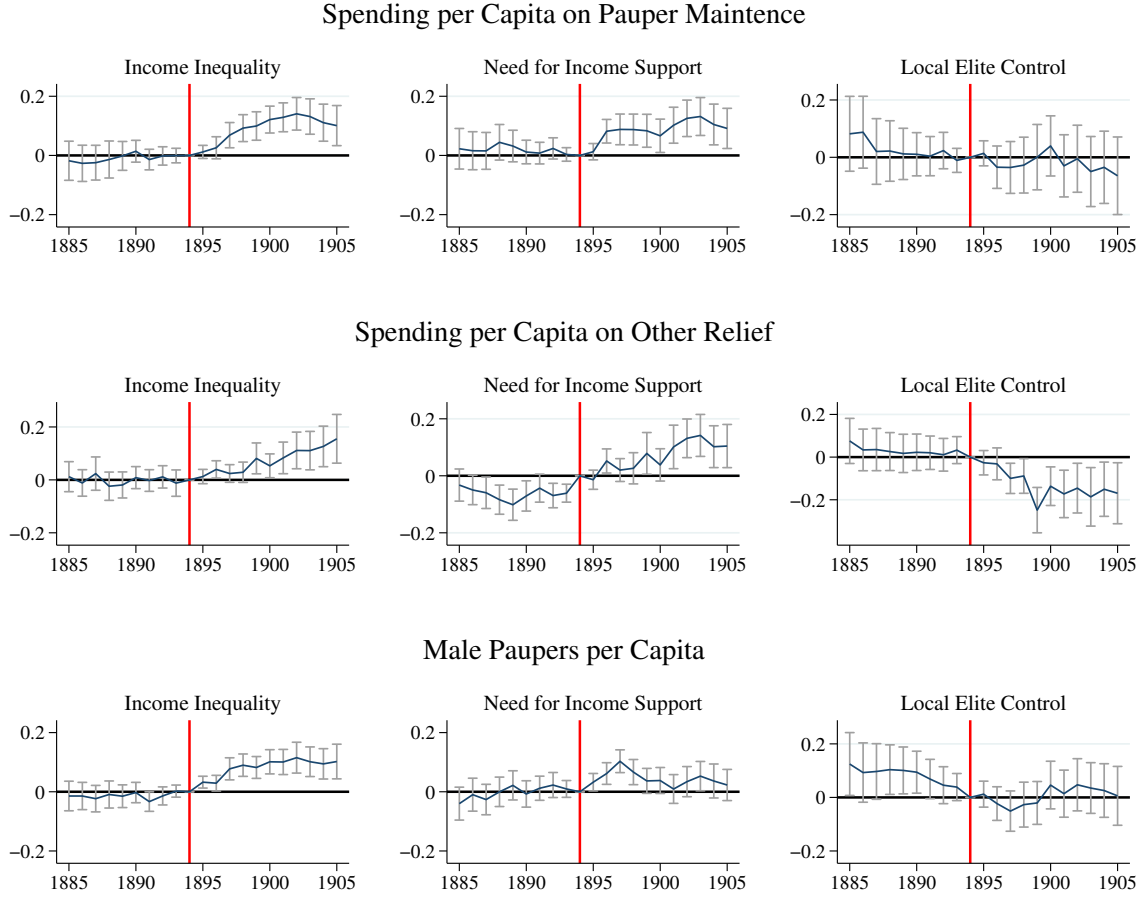 Spending per Capita on Pauper Maintence
Income Inequality
0.2
0
−0.2
1885 1890 1895 1900 1905
Need for Income Support
0.2
0
−0.2
1885 1890 1895 1900 1905
Local Elite Control
0.2
0
−0.2
1885 1890 1895 1900 1905
Spending per Capita on Other Relief
Income Inequality
0.2
0
−0.2
1885 1890 1895 1900 1905
Need for Income Support
0.2
0
−0.2
1885 1890 1895 1900 1905
Local Elite Control
0.2
0
−0.2
1885 1890 1895 1900 1905
Male Paupers per Capita
Income Inequality
0.2
0
−0.2
1885 1890 1895 1900 1905
Need for Income Support
0.2
0
−0.2
1885 1890 1895 1900 1905
Local Elite Control
0.2
0
−0.2
1885 1890 1895 1900 1905